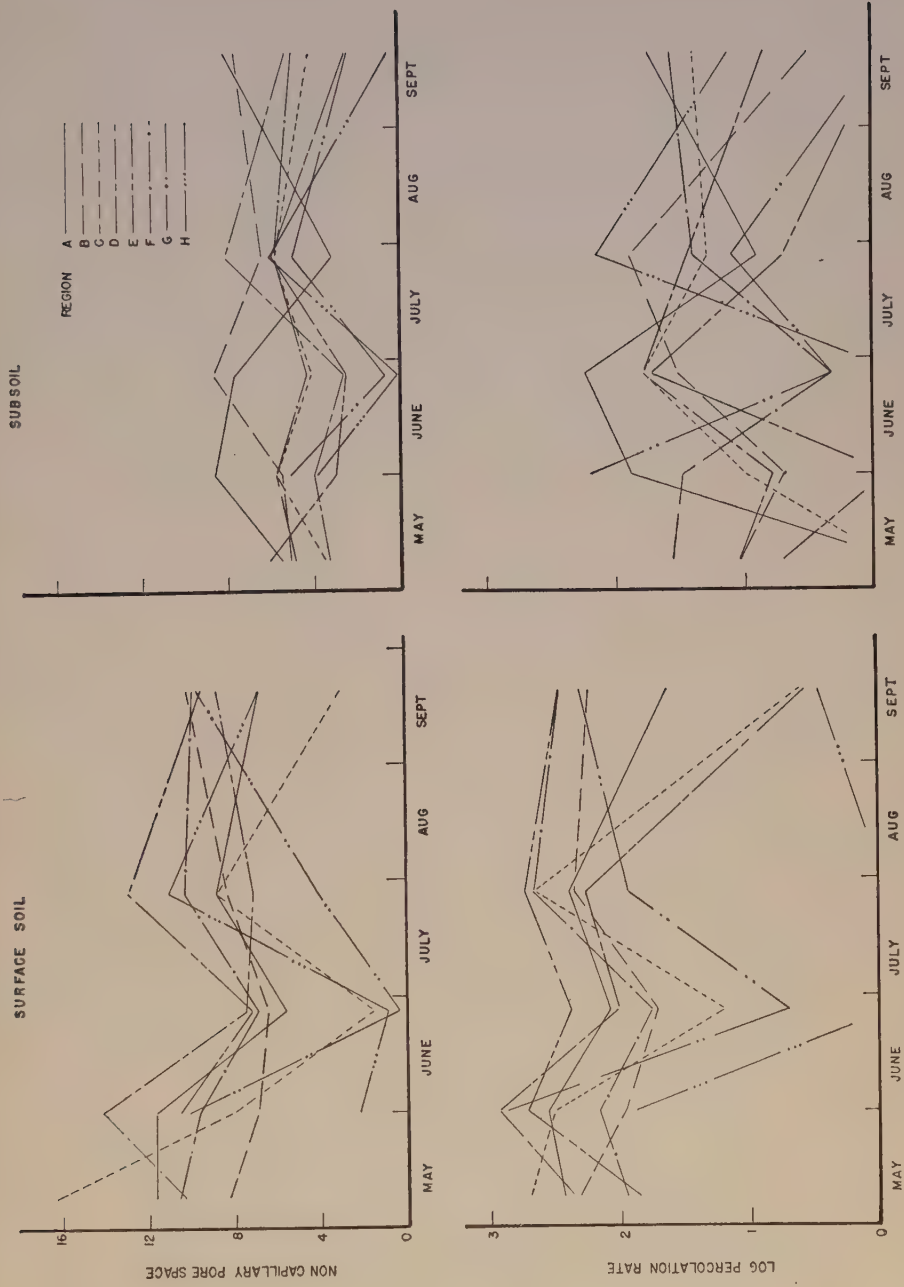 SURFACE SOIL
SUBSOIL
REGION
A
B
C
D
E
F
G
H
NON CAPILLARY PORE SPACE
16
12
8
4
0
MAY
JUNE
JULY
AUG
SEPT
MAY
JUNE
JULY
AUG
SEPT
LOG PERCOLATION RATE
3
2
1
0
MAY
JUNE
JULY
AUG
SEPT
MAY
JUNE
JULY
AUG
SEPT